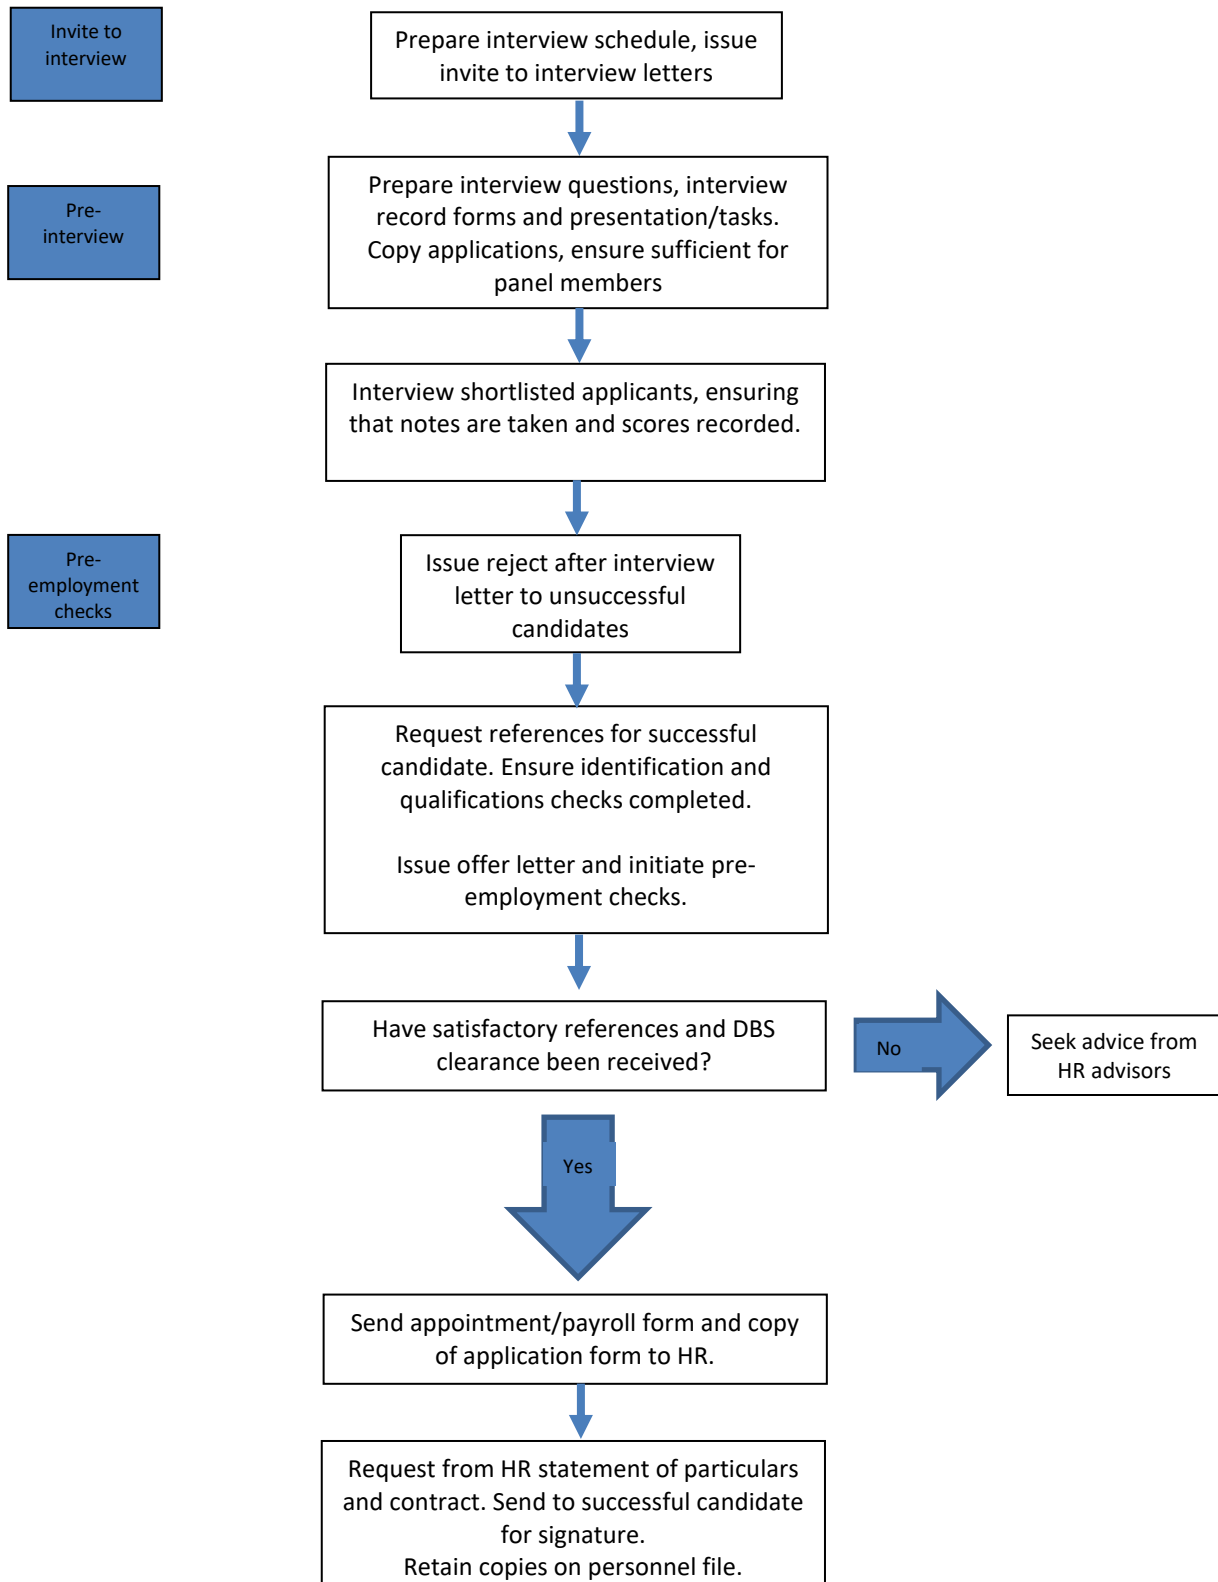 Invite to
interview
Prepare interview schedule, issue
invite to interview letters
Pre-
interview
Prepare interview questions, interview
record forms and presentation/tasks.
Copy applications, ensure sufficient for
panel members
Interview shortlisted applicants, ensuring
that notes are taken and scores recorded.
Pre-
employment
checks
Issue reject after interview
letter to unsuccessful
candidates
Request references for successful
candidate. Ensure identification and
qualifications checks completed.
Issue offer letter and initiate pre-
employment checks.
Have satisfactory references and DBS
clearance been received?
No
Seek advice from
HR advisors
Yes
Send appointment/payroll form and copy
of application form to HR.
Request from HR statement of particulars
and contract. Send to successful candidate
for signature.
Retain copies on personnel file.